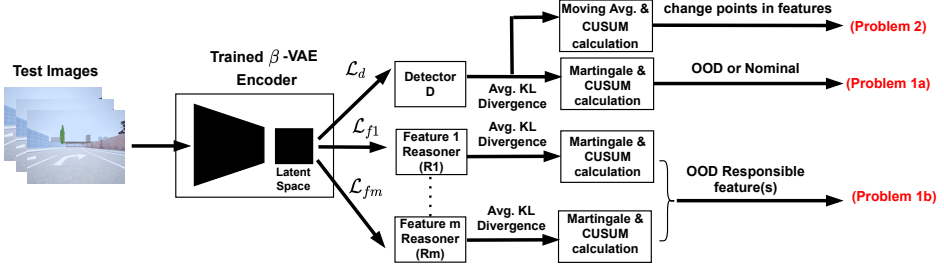 Test Images
Trained β-VAE
Encoder
Latent
Space
ℒd
ℒf1
ℒfm
Detector
D
Avg. KL
Divergence
Moving Avg. &
CUSUM
calculation
change points in features
(Problem 2)
Martingale &
CUSUM
calculation
OOD or Nominal
(Problem 1a)
Feature 1
Reasoner
(R1)
Avg. KL
Divergence
Martingale &
CUSUM
calculation
Feature m
Reasoner
(Rm)
Avg. KL
Divergence
Martingale &
CUSUM
calculation
OOD Responsible
feature(s)
(Problem 1b)